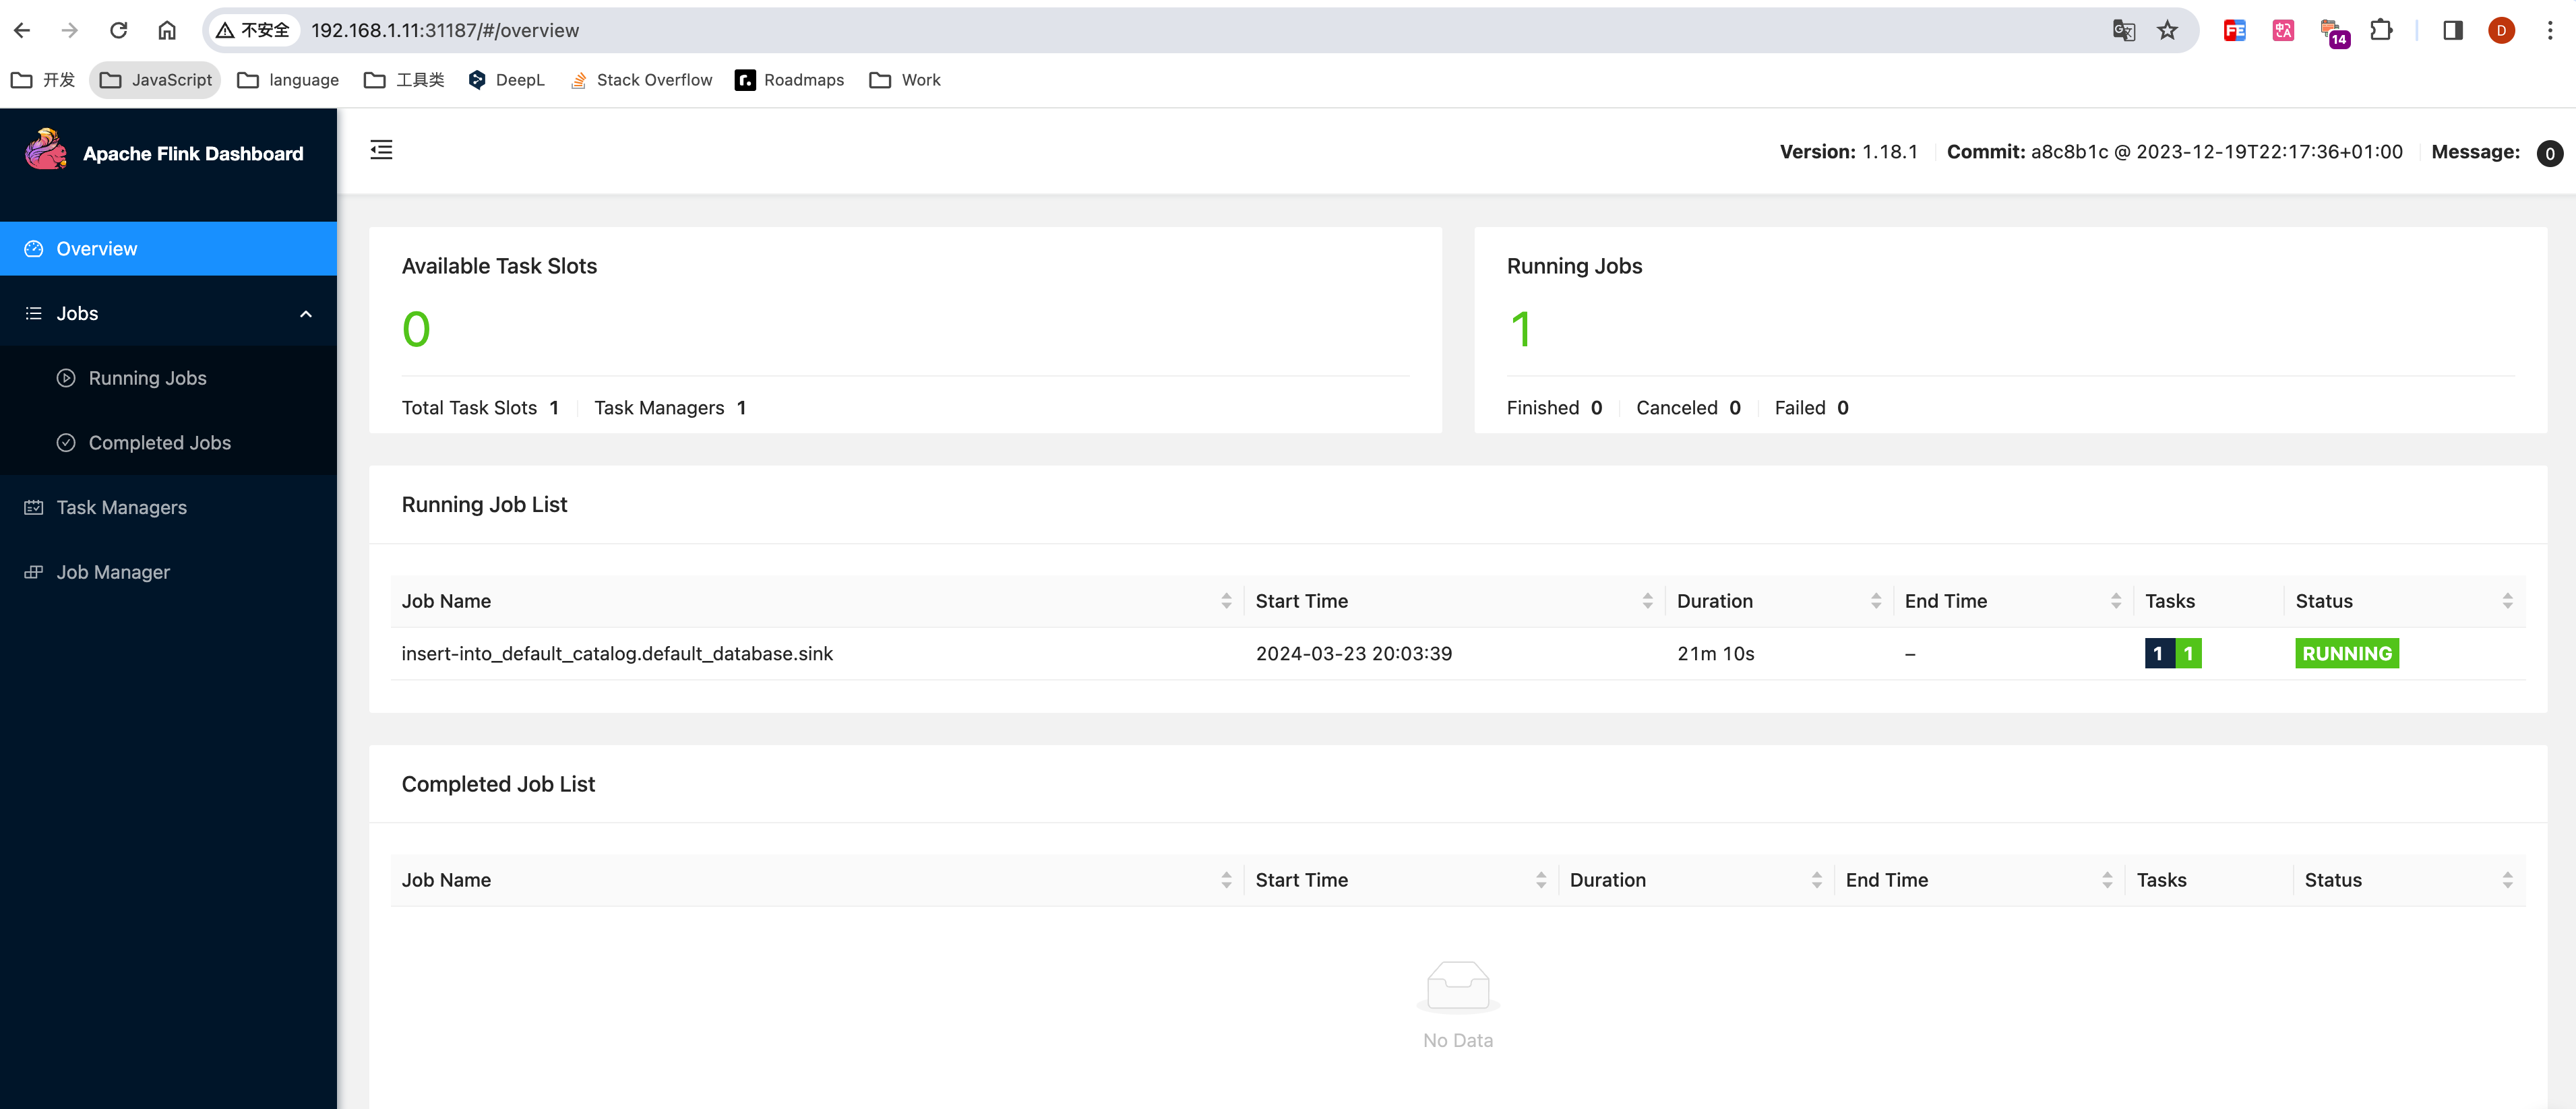 不安全 192.168.1.11:31187/#/overview
14 D
开发 JavaScript language 工具类 DeepL Stack Overflow Roadmaps Work
Apache Flink Dashboard
Version: 1.18.1 Commit: a8c8b1c @ 2023-12-19T22:17:36+01:00 Message: 0
Overview
Jobs
Running Jobs
Completed Jobs
Task Managers
Job Manager
Available Task Slots
0
Total Task Slots 1 Task Managers 1
Running Jobs
1
Finished 0 Canceled 0 Failed 0
Running Job List
Job Name Start Time Duration End Time Tasks Status
insert-into_default_catalog.default_database.sink 2024-03-23 20:03:39 21m 10s – 1 1 RUNNING
Completed Job List
Job Name Start Time Duration End Time Tasks Status
No Data